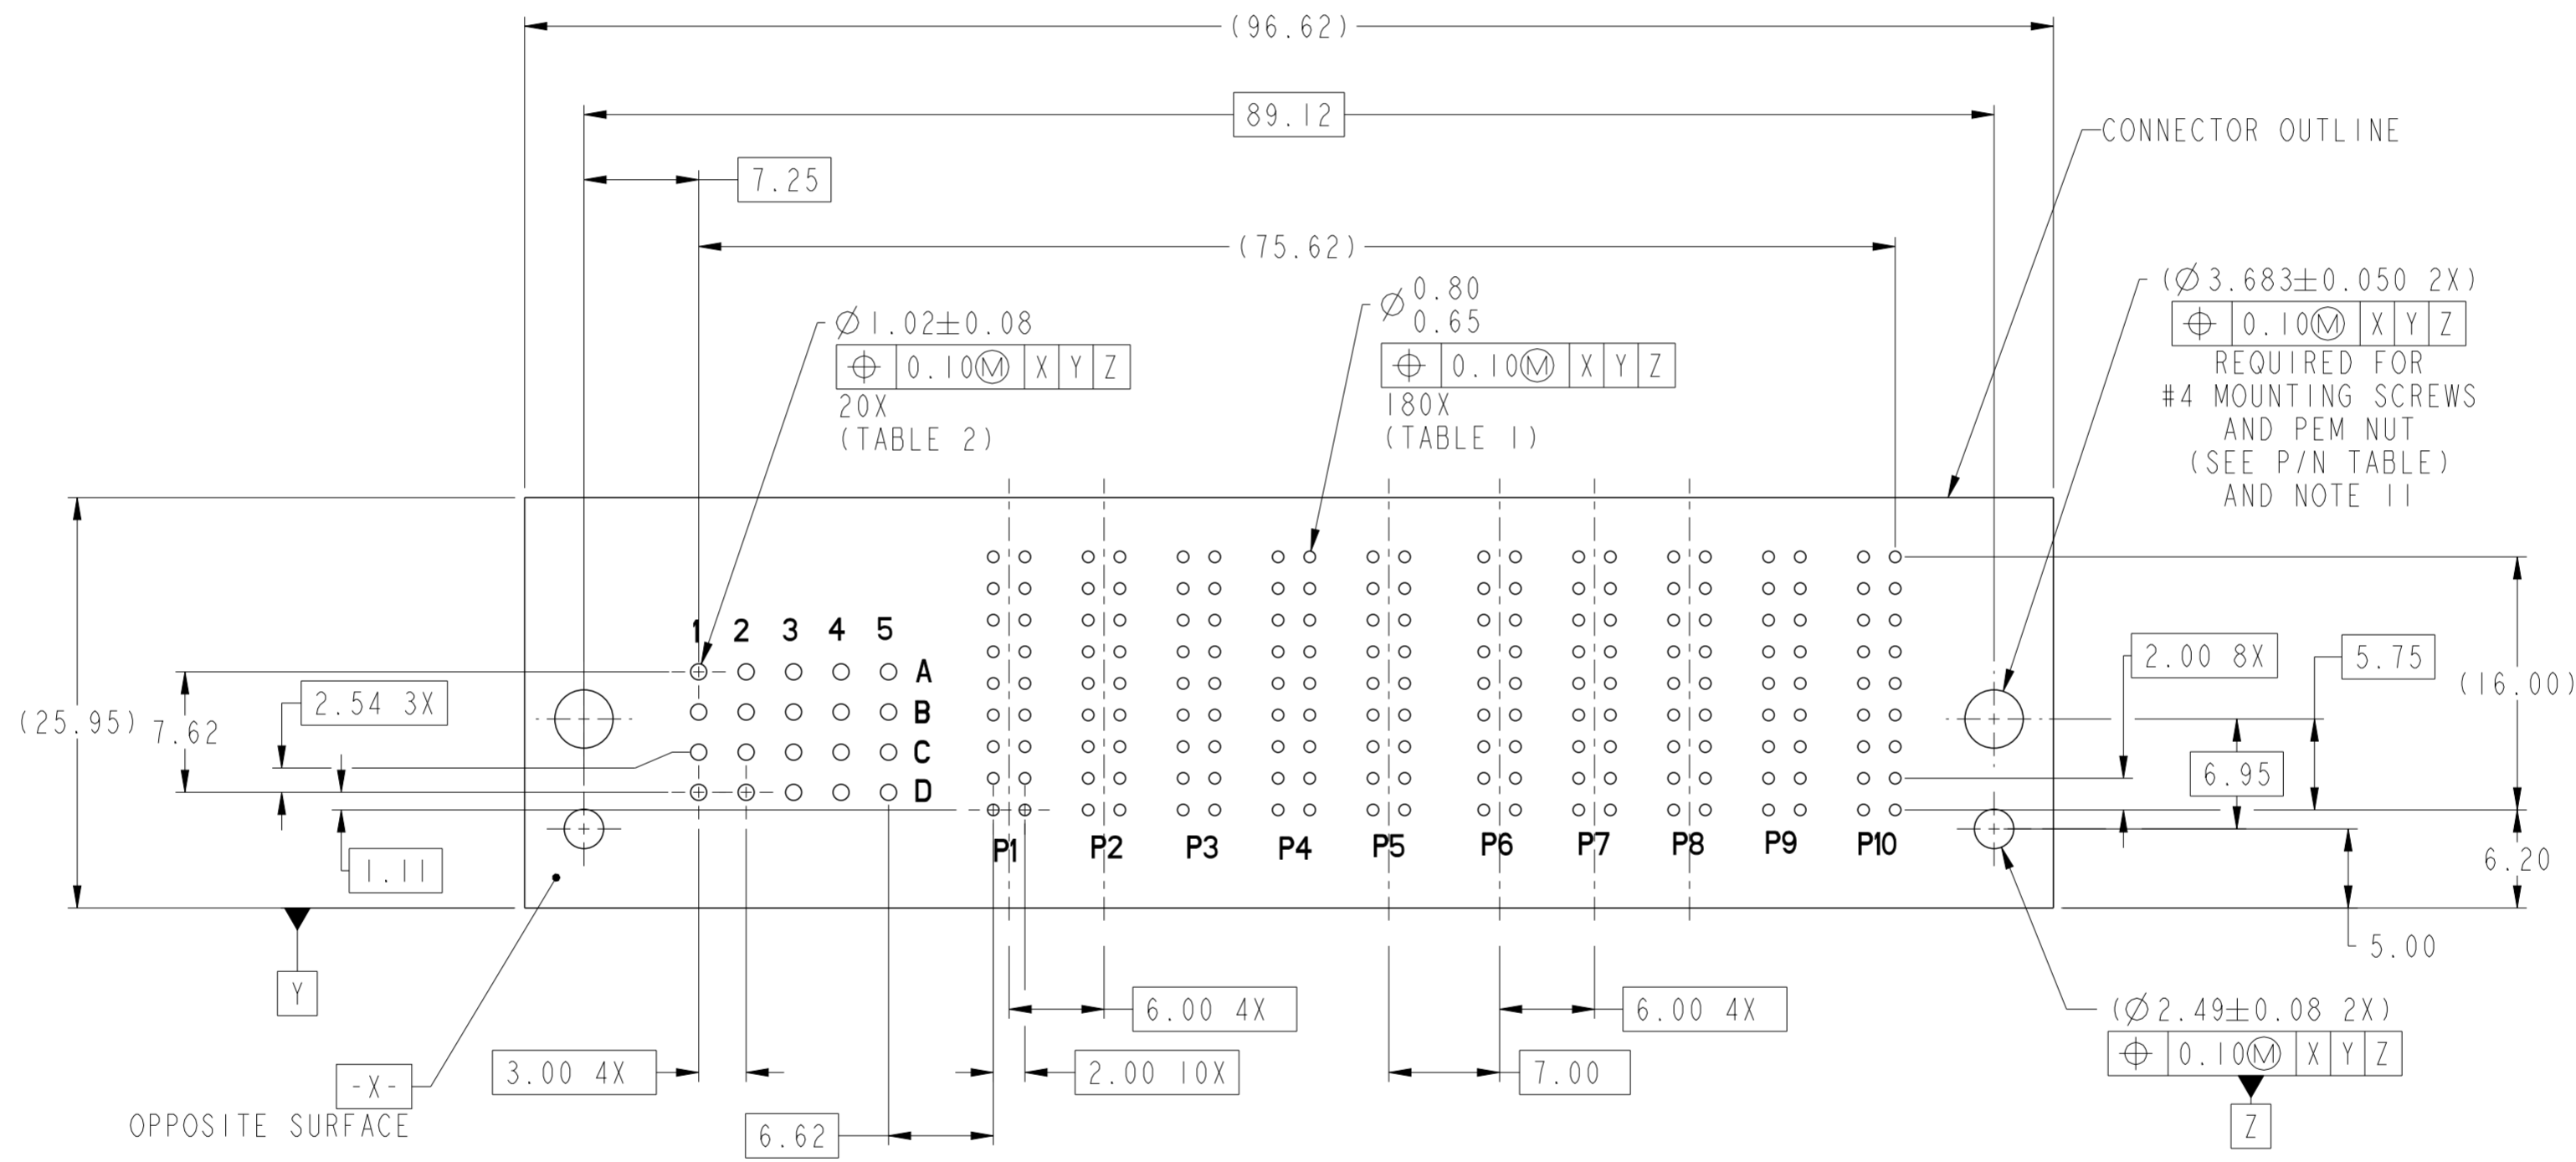 (96.62)
89.12
CONNECTOR OUTLINE
7.25
(75.62)
Ø1.02±0.08
⌖ 0.10Ⓜ X Y Z
20X
(TABLE 2)
Ø 0.80
0.65
⌖ 0.10Ⓜ X Y Z
180X
(TABLE 1)
(Ø3.683±0.050 2X)
⌖ 0.10Ⓜ X Y Z
REQUIRED FOR
#4 MOUNTING SCREWS
AND PEM NUT
(SEE P/N TABLE)
AND NOTE 11
1 2 3 4 5
A
B
C
D
(25.95)
7.62
2.54 3X
1.11
2.00 8X
5.75
(16.00)
6.95
6.20
5.00
P1 P2 P3 P4 P5 P6 P7 P8 P9 P10
Y
-X-
OPPOSITE SURFACE
6.00 4X
6.00 4X
3.00 4X
2.00 10X
7.00
6.62
(Ø2.49±0.08 2X)
⌖ 0.10Ⓜ X Y Z
Z